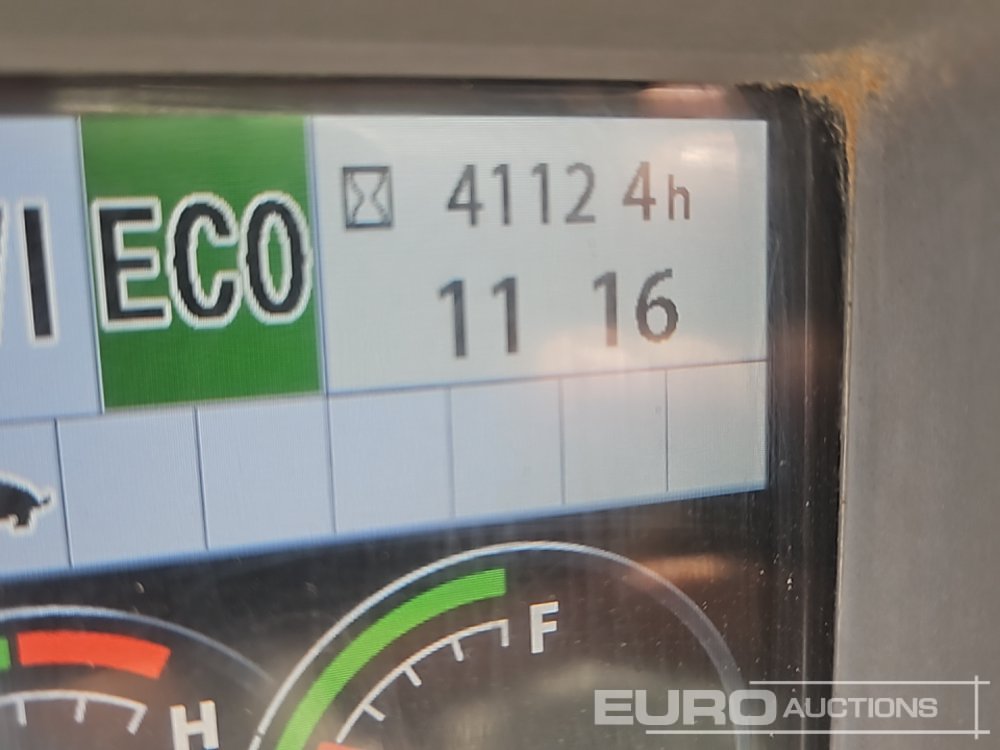 ECO
4112 4h
11 16
F
H
EURO AUCTIONS